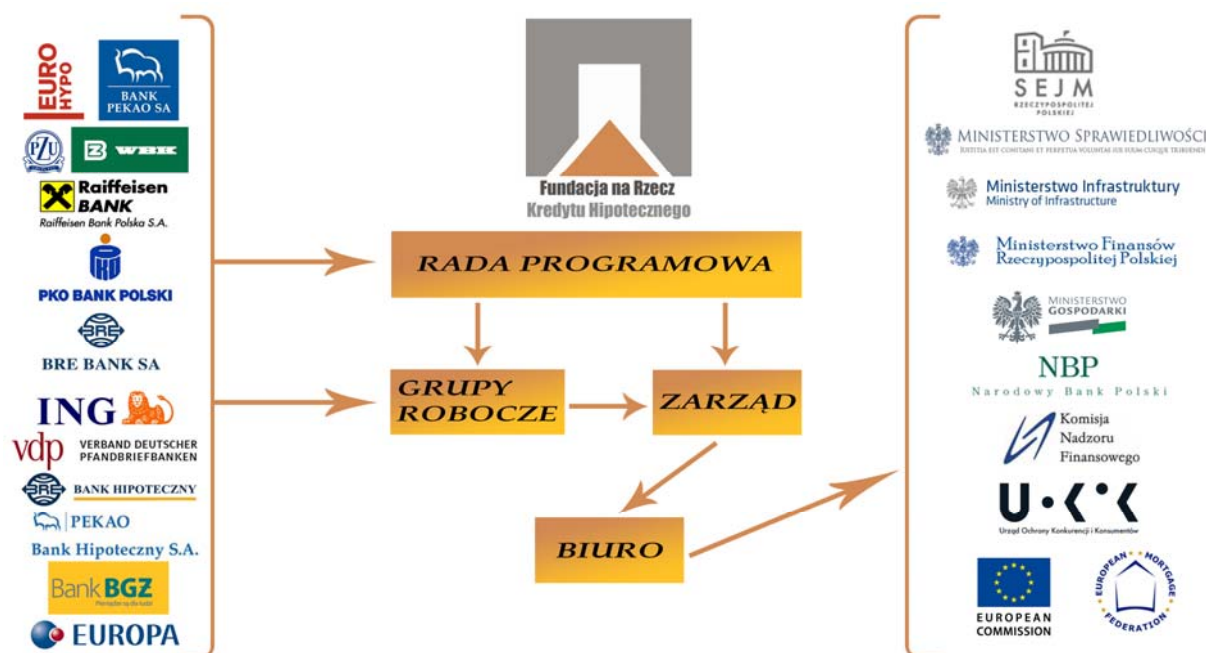 EURO
HYPO
BANK
PEKAO SA
PZU
BZ WBK
Raiffeisen
BANK
Raiffeisen Bank Polska S.A.
PKO BANK POLSKI
BRE
BRE BANK SA
ING
vdp VERBAND DEUTSCHER
PFANDBRIEFBANKEN
BRE BANK HIPOTECZNY
PEKAO
Bank Hipoteczny S.A.
Bank BGŻ
EUROPA
Fundacja na Rzecz
Kredytu Hipotecznego
RADA PROGRAMOWA
GRUPY
ROBOCZE
ZARZĄD
BIURO
SEJM
RZECZYPOSPOLITEJ
POLSKIEJ
MINISTERSTWO SPRAWIEDLIWOŚCI
Ministerstwo Infrastruktury
Ministry of Infrastructure
Ministerstwo Finansów
Rzeczypospolitej Polskiej
MINISTERSTWO
GOSPODARKI
NBP
Narodowy Bank Polski
Komisja
Nadzoru
Finansowego
UOKiK
Urząd Ochrony Konkurencji i Konsumentów
EUROPEAN
COMMISSION
EUROPEAN MORTGAGE
FEDERATION